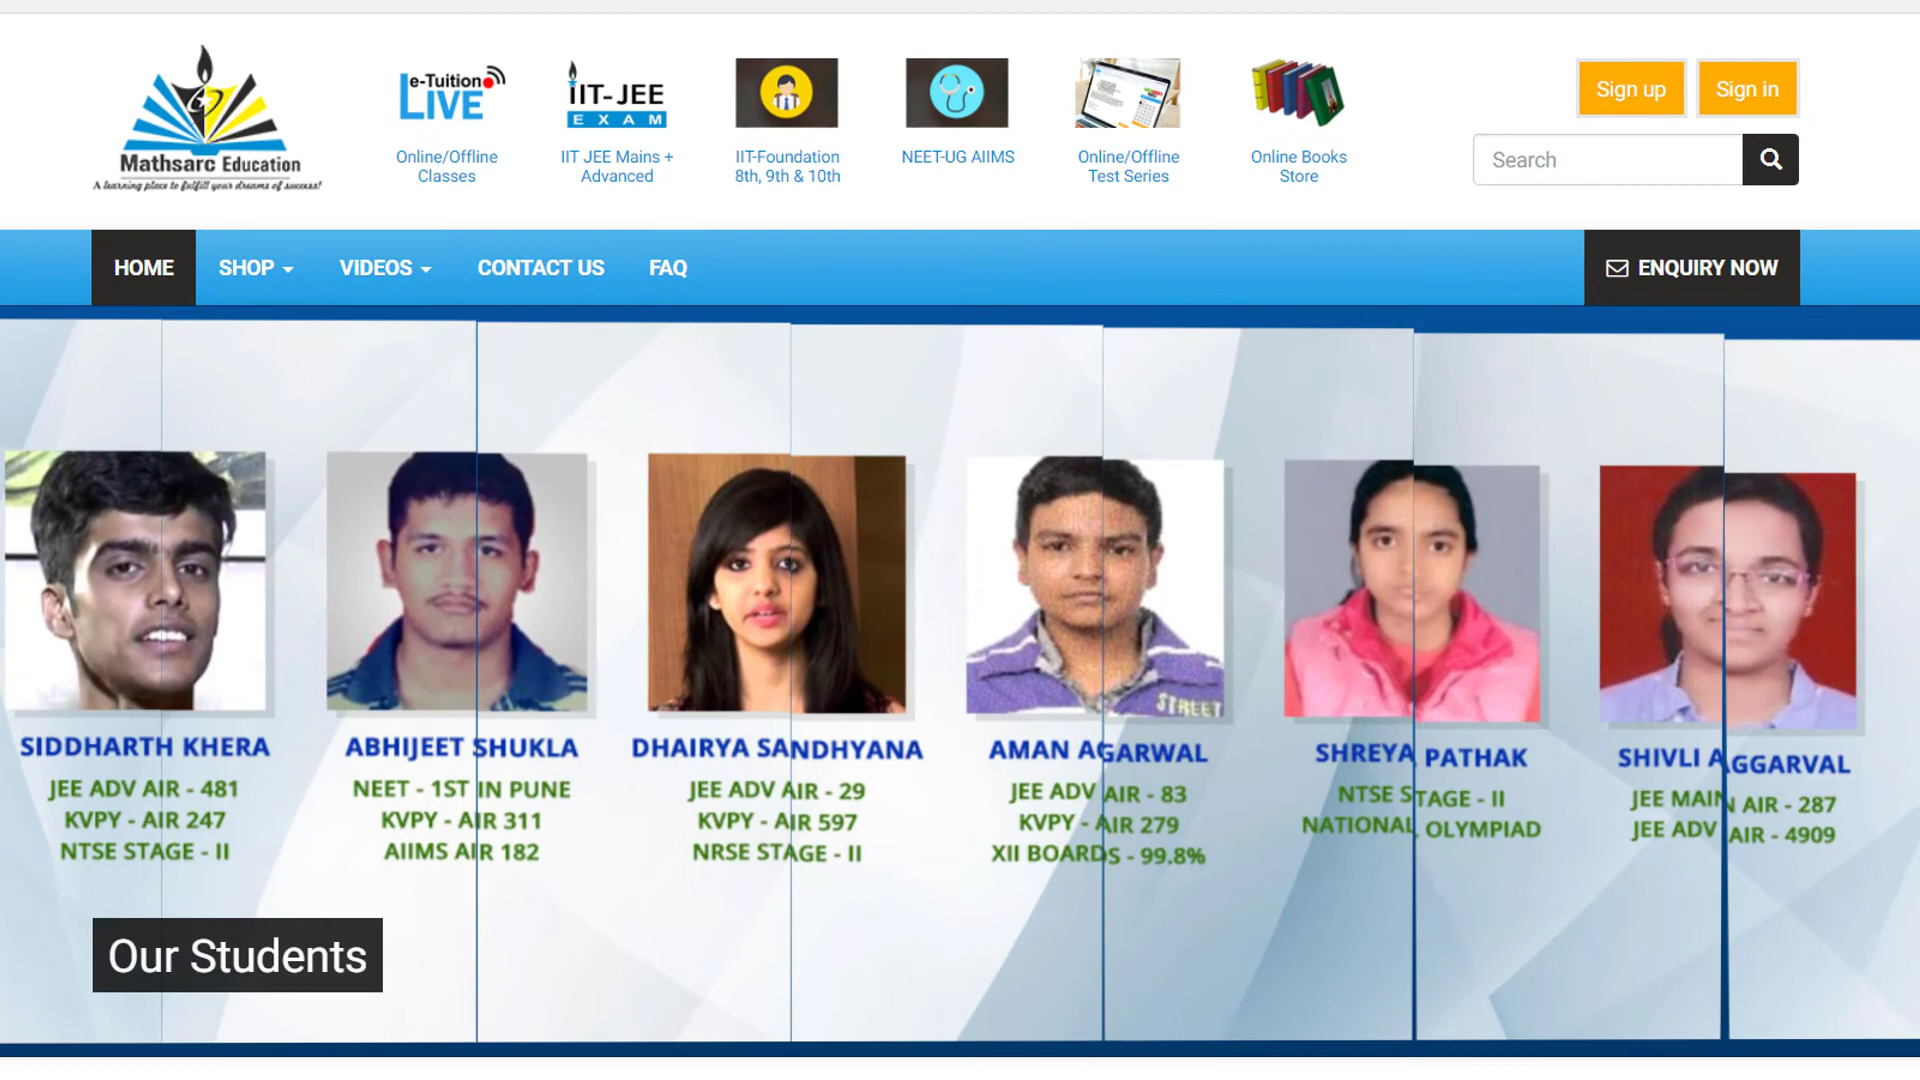 Mathsarc Education
A learning place to fulfill your dreams of success!
e-Tuition
LIVE
Online/Offline
Classes
IIT-JEE
EXAM
IIT JEE Mains +
Advanced
IIT-Foundation
8th, 9th & 10th
NEET-UG AIIMS
Online/Offline
Test Series
Online Books
Store
Sign up
Sign in
Search
HOME
SHOP
VIDEOS
CONTACT US
FAQ
ENQUIRY NOW
STREET
SIDDHARTH KHERA
JEE ADV AIR - 481
KVPY - AIR 247
NTSE STAGE - II
ABHIJEET SHUKLA
NEET - 1ST IN PUNE
KVPY - AIR 311
AIIMS AIR 182
DHAIRYA SANDHYANA
JEE ADV AIR - 29
KVPY - AIR 597
NRSE STAGE - II
AMAN AGARWAL
JEE ADV AIR - 83
KVPY - AIR 279
XII BOARDS - 99.8%
SHREYA PATHAK
NTSE STAGE - II
NATIONAL OLYMPIAD
SHIVLI AGGARVAL
JEE MAIN AIR - 287
JEE ADV AIR - 4909
Our Students